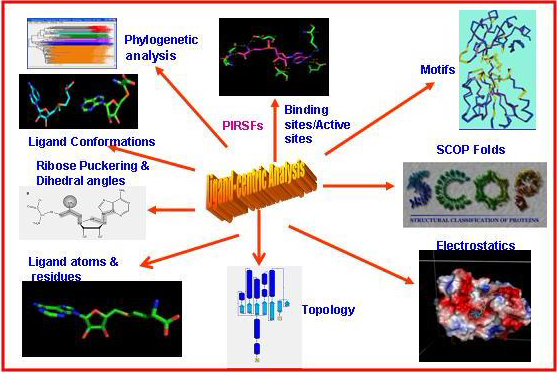 Phylogenetic
analysis
PIRSFs
Binding
sites/Active
sites
Motifs
Ligand Conformations
Ribose Puckering &
Dihedral angles
Ligand-Centric Analysis
SCOP Folds
SCOP
STRUCTURAL CLASSIFICATION OF PROTEINS
Electrostatics
Ligand atoms &
residues
Topology